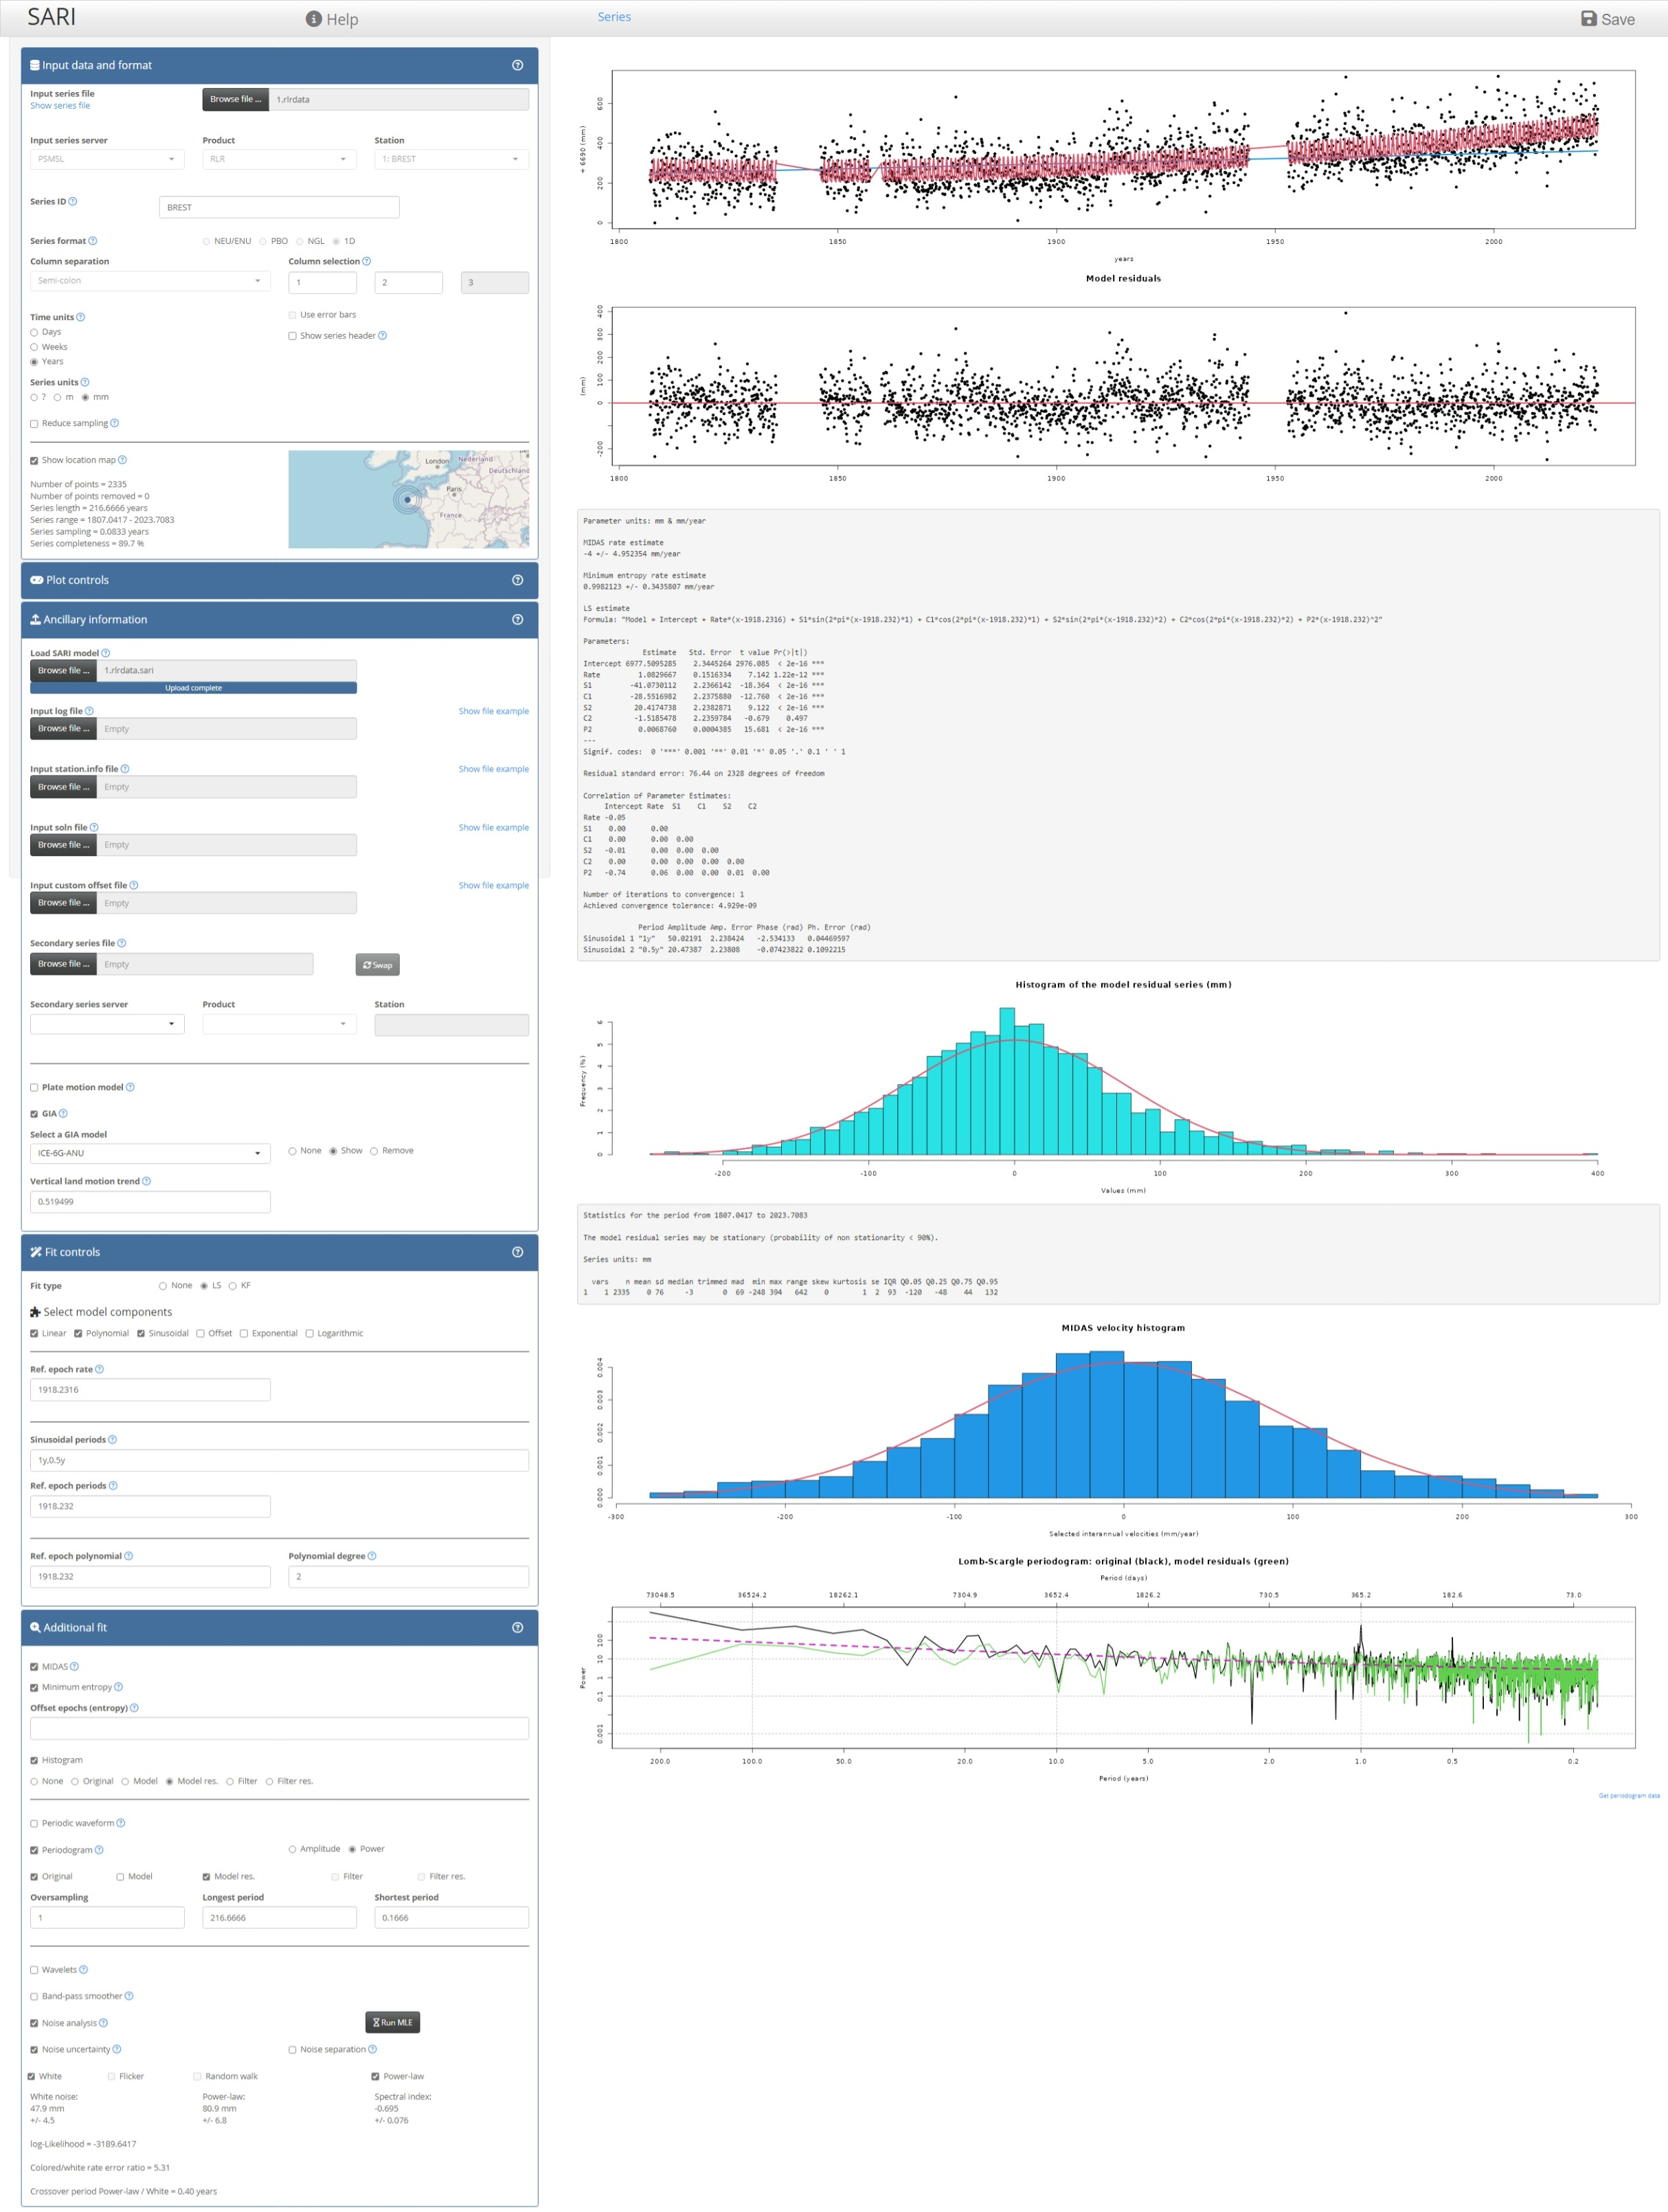 SARI
Help
Series
Save
Input data and format
Input series file
Show series file
Browse file ...
1.rlrdata
Input series server
Product
Station
PSMSL
RLR
1: BREST
Series ID
BREST
Series format
NEU/ENU
PBO
NGL
1D
Column separation
Column selection
Semi-colon
1
2
3
Time units
Use error bars
Days
Show series header
Weeks
Years
Series units
?
m
mm
Reduce sampling
Show location map
Number of points = 2335
Number of points removed = 0
Series length = 216.6666 years
Series range = 1807.0417 - 2023.7083
Series sampling = 0.0833 years
Series completeness = 89.7 %
London
Nederland
Deutschland
Paris
France
Plot controls
Ancillary information
Load SARI model
Browse file ...
1.rlrdata.sari
Upload complete
Input log file
Show file example
Browse file ...
Empty
Input station.info file
Show file example
Browse file ...
Empty
Input soln file
Show file example
Browse file ...
Empty
Input custom offset file
Show file example
Browse file ...
Empty
Secondary series file
Browse file ...
Empty
Swap
Secondary series server
Product
Station
Plate motion model
GIA
Select a GIA model
ICE-6G-ANU
None
Show
Remove
Vertical land motion trend
0.519499
Fit controls
Fit type
None
LS
KF
Select model components
Linear
Polynomial
Sinusoidal
Offset
Exponential
Logarithmic
Ref. epoch rate
1918.2316
Sinusoidal periods
1y,0.5y
Ref. epoch periods
1918.232
Ref. epoch polynomial
Polynomial degree
1918.232
2
Additional fit
MIDAS
Minimum entropy
Offset epochs (entropy)
Histogram
None
Original
Model
Model res.
Filter
Filter res.
Periodic waveform
Periodogram
Amplitude
Power
Original
Model
Model res.
Filter
Filter res.
Oversampling
Longest period
Shortest period
1
216.6666
0.1666
Wavelets
Band-pass smoother
Noise analysis
Run MLE
Noise uncertainty
Noise separation
White
Flicker
Random walk
Power-law
White noise:
47.9 mm
+/- 4.5
Power-law:
80.9 mm
+/- 6.8
Spectral index:
-0.695
+/- 0.076
log-Likelihood = -3189.6417
Colored/white rate error ratio = 5.31
Crossover period Power-law / White = 0.40 years
+ 6690 (mm)
0 200 400 600
1800 1850 1900 1950 2000
years
Model residuals
(mm)
-20 0 100 200 300 400
1800 1850 1900 1950 2000
Parameter units: mm & mm/year
MIDAS rate estimate
-4 +/- 4.952354 mm/year
Minimum entropy rate estimate
0.9982123 +/- 0.3435807 mm/year
LS estimate
Formula: "Model = Intercept + Rate*(x-1918.2316) + S1*sin(2*pi*(x-1918.232)*1) + C1*cos(2*pi*(x-1918.232)*1) + S2*sin(2*pi*(x-1918.232)*2) + C2*cos(2*pi*(x-1918.232)*2) + P2*(x-1918.232)^2"
Parameters:
Estimate Std. Error t value Pr(>|t|)
Intercept 6977.5095285 2.3445264 2976.085 < 2e-16 ***
Rate 1.0829667 0.1516334 7.142 1.22e-12 ***
S1 -41.0730112 2.2366142 -18.364 < 2e-16 ***
C1 -28.5516982 2.2375880 -12.760 < 2e-16 ***
S2 20.4174738 2.2382871 9.122 < 2e-16 ***
C2 -1.5185478 2.2359784 -0.679 0.497
P2 0.0068760 0.0004385 15.681 < 2e-16 ***
---
Signif. codes: 0 '***' 0.001 '**' 0.01 '*' 0.05 '.' 0.1 ' ' 1
Residual standard error: 76.44 on 2328 degrees of freedom
Correlation of Parameter Estimates:
Intercept Rate S1 C1 S2 C2
Rate -0.05
S1 0.00 0.00
C1 0.00 0.00 0.00
S2 -0.01 0.00 0.00 0.00
C2 0.00 0.00 0.00 0.00 0.00
P2 -0.74 0.06 0.00 0.00 0.01 0.00
Number of iterations to convergence: 1
Achieved convergence tolerance: 4.929e-09
Period Amplitude Amp. Error Phase (rad) Ph. Error (rad)
Sinusoidal 1 "1y" 50.02191 2.238424 -2.534133 0.04469597
Sinusoidal 2 "0.5y" 20.47387 2.23808 -0.07423822 0.1092215
Histogram of the model residual series (mm)
Frequency (%)
0 1 2 3 4 5 6
-200 -100 0 100 200 300 400
Values (mm)
Statistics for the period from 1807.0417 to 2023.7083
The model residual series may be stationary (probability of non stationarity < 90%).
Series units: mm
vars n mean sd median trimmed mad min max range skew kurtosis se IQR Q0.05 Q0.25 Q0.75 Q0.95
1 1 2335 0 76 -3 0 69 -248 394 642 0 1 2 93 -120 -48 44 132
MIDAS velocity histogram
0.000 0.001 0.002 0.003 0.004
-300 -200 -100 0 100 200 300
Selected interannual velocities (mm/year)
Lomb-Scargle periodogram: original (black), model residuals (green)
Period (days)
73048.5 36524.2 18262.1 7304.9 3652.4 1826.2 730.5 365.2 182.6 73.0
Power
0.001 0.1 1 10 100
200.0 100.0 50.0 20.0 10.0 5.0 2.0 1.0 0.5 0.2
Period (years)
Get periodogram data